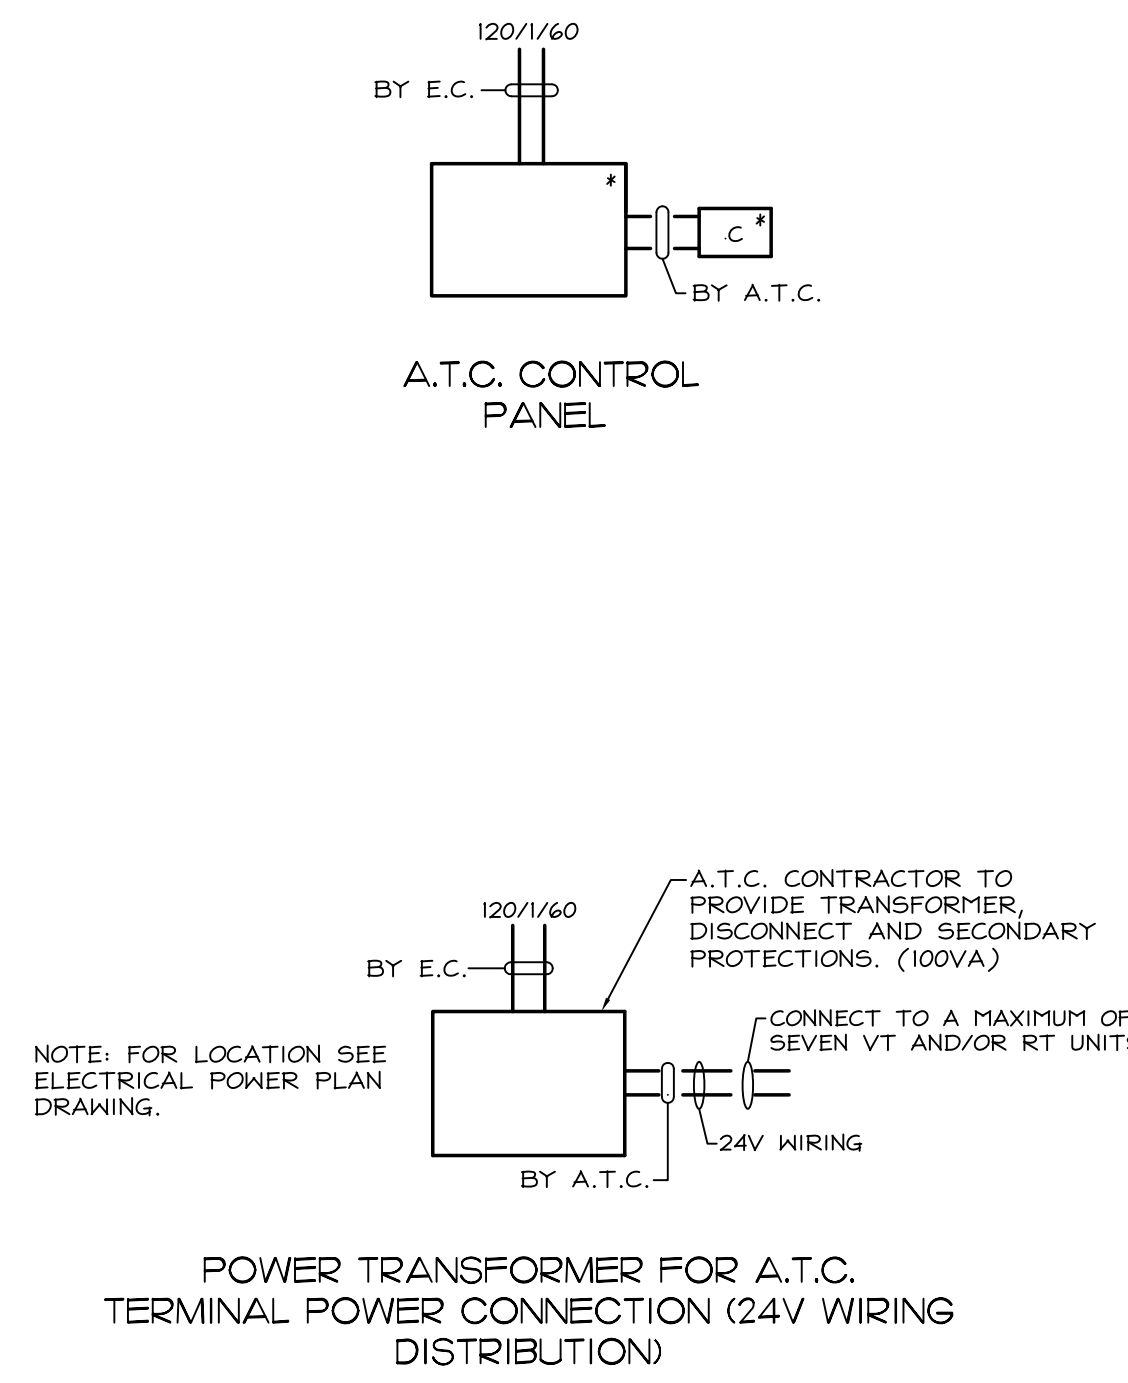 120/1/60
BY E.C.
*
*
.C
BY A.T.C.
A.T.C. CONTROL
PANEL
A.T.C. CONTRACTOR TO
PROVIDE TRANSFORMER,
DISCONNECT AND SECONDARY
PROTECTIONS. (100VA)
120/1/60
BY E.C.
CONNECT TO A MAXIMUM OF
SEVEN VT AND/OR RT UNITS
NOTE: FOR LOCATION SEE
ELECTRICAL POWER PLAN
DRAWING.
24V WIRING
BY A.T.C.
POWER TRANSFORMER FOR A.T.C.
TERMINAL POWER CONNECTION (24V WIRING
DISTRIBUTION)